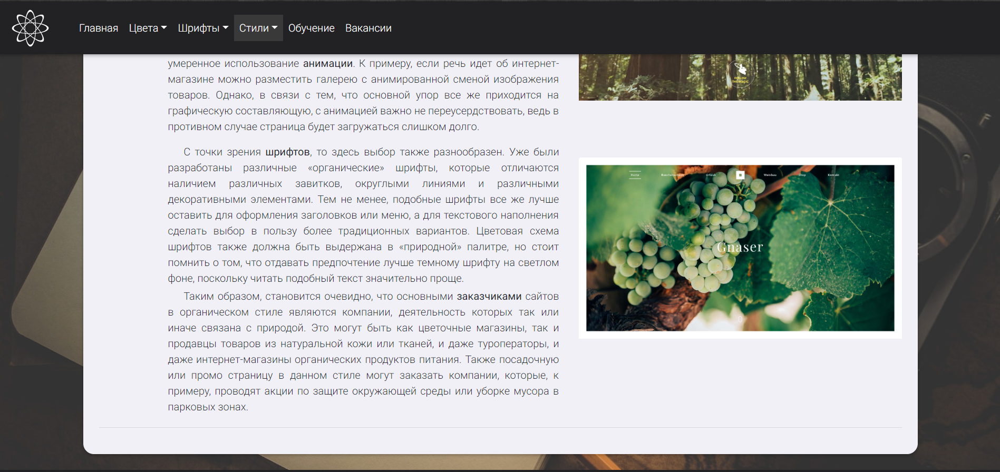 Главная Цвета Шрифты Стили Обучение Вакансии
умеренное использование анимации. К примеру, если речь идет об интернет-
магазине можно разместить галерею с анимированной сменой изображения
товаров. Однако, в связи с тем, что основной упор все же приходится на
графическую составляющую, с анимацией важно не переусердствовать, ведь в
противном случае страница будет загружаться слишком долго.
С точки зрения шрифтов, то здесь выбор также разнообразен. Уже были
разработаны различные «органические» шрифты, которые отличаются
наличием различных завитков, округлыми линиями и различными
декоративными элементами. Тем не менее, подобные шрифты все же лучше
оставить для оформления заголовков или меню, а для текстового наполнения
сделать выбор в пользу более традиционных вариантов. Цветовая схема
шрифтов также должна быть выдержана в «природной» палитре, но стоит
помнить о том, что отдавать предпочтение лучше темному шрифту на светлом
фоне, поскольку читать подобный текст значительно проще.
Таким образом, становится очевидно, что основными заказчиками сайтов
в органическом стиле являются компании, деятельность которых так или
иначе связана с природой. Это могут быть как цветочные магазины, так и
продавцы товаров из натуральной кожи или тканей, и даже туроператоры, и
даже интернет-магазины органических продуктов питания. Также посадочную
или промо страницу в данном стиле могут заказать компании, которые, к
примеру, проводят акции по защите окружающей среды или уборке мусора в
парковых зонах.
FOLLOW
THE MAGIC
Home Buschenschank Urlaub Weinbau Shop Kontakt
Gnaser